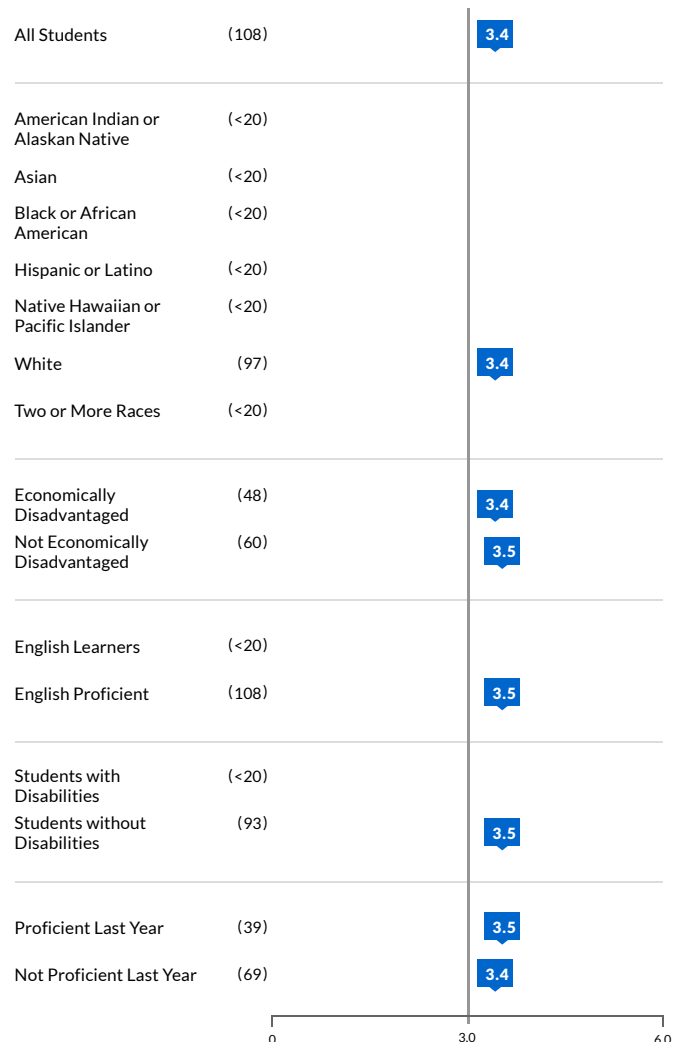 All Students (108) 3.4
American Indian or (<20)
Alaskan Native
Asian (<20)
Black or African (<20)
American
Hispanic or Latino (<20)
Native Hawaiian or (<20)
Pacific Islander
White (97) 3.4
Two or More Races (<20)
Economically (48) 3.4
Disadvantaged
Not Economically (60) 3.5
Disadvantaged
English Learners (<20)
English Proficient (108) 3.5
Students with (<20)
Disabilities
Students without (93) 3.5
Disabilities
Proficient Last Year (39) 3.5
Not Proficient Last Year (69) 3.4
0 3.0 6.0